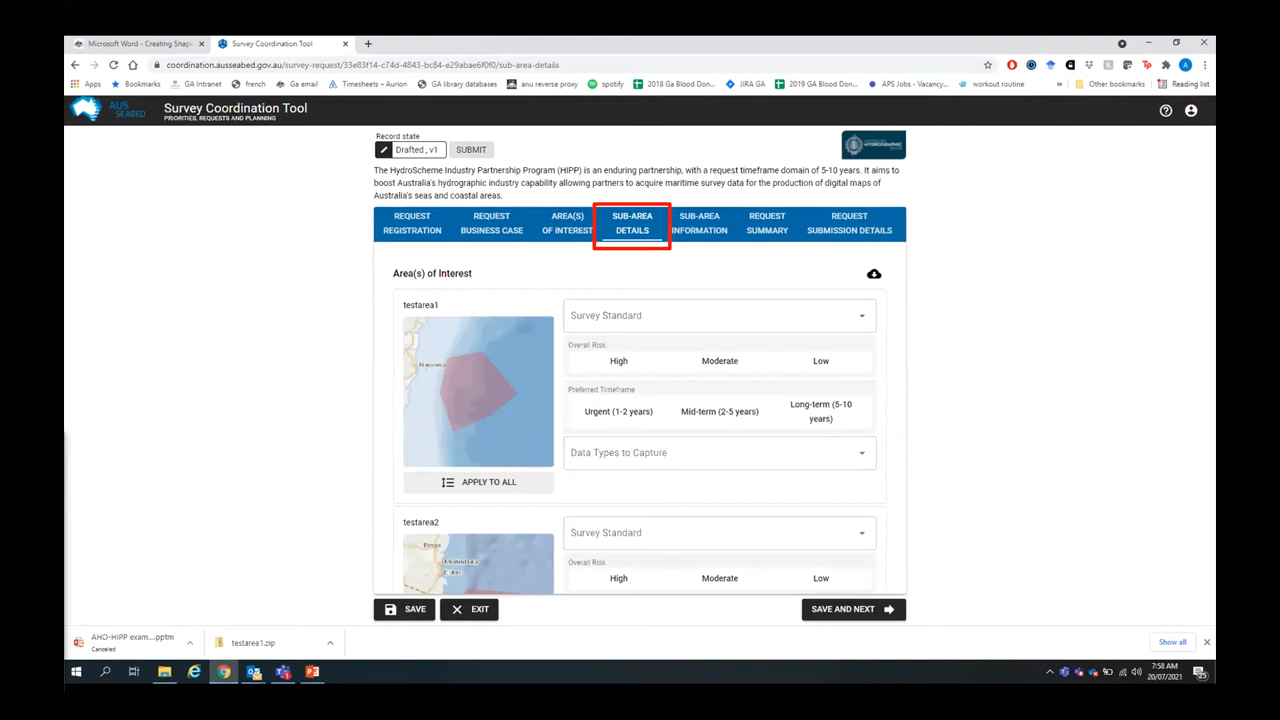 Microsoft Word - Creating Snap
Survey Coordination Tool
coordination.ausseabed.gov.au/survey-request/33e83f14-c74d-4843-bc84-e29abae6f0f0/sub-area-details
Apps
Bookmarks
GA Intranet
french
Ga email
Timesheets – Aurion
GA library databases
anu reverse proxy
spotify
2018 Ga Blood Don...
JIRA GA
2019 GA Blood Don...
APS Jobs - Vacancy...
workout routine
»
Other bookmarks
Reading list
AUS
SEABED
Survey Coordination Tool
PRIORITIES, REQUESTS AND PLANNING
Record state
Drafted , v1
SUBMIT
HYDROGRAPHIC
The HydroScheme Industry Partnership Program (HIPP) is an enduring partnership, with a request timeframe domain of 5-10 years. It aims to
boost Australia's hydrographic industry capability allowing partners to acquire maritime survey data for the production of digital maps of
Australia's seas and coastal areas.
REQUEST
REGISTRATION
REQUEST
BUSINESS CASE
AREA(S)
OF INTEREST
SUB-AREA
DETAILS
SUB-AREA
INFORMATION
REQUEST
SUMMARY
REQUEST
SUBMISSION DETAILS
Area(s) of Interest
testarea1
Narooma
APPLY TO ALL
Survey Standard
Overall Risk
High
Moderate
Low
Preferred Timeframe
Urgent (1-2 years)
Mid-term (2-5 years)
Long-term (5-10
years)
Data Types to Capture
testarea2
Bega
Merimbula
Eden
Survey Standard
Overall Risk
High
Moderate
Low
SAVE
EXIT
SAVE AND NEXT
AHO-HIPP exam....pptm
Canceled
testarea1.zip
Show all
7:58 AM
20/07/2021
25